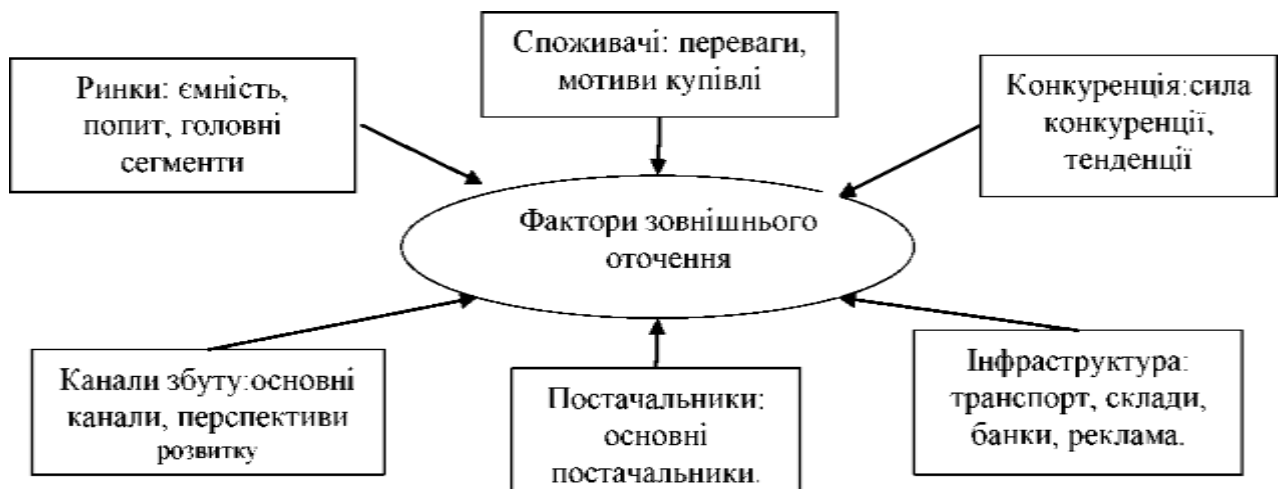 Споживачі: переваги,
мотиви купівлі
Ринки: ємність,
попит, головні
сегменти
Конкуренція:сила
конкуренції,
тенденції
Фактори зовнішнього
оточення
Канали збуту:основні
канали, перспективи
розвитку
Постачальники:
основні
постачальники.
Інфраструктура:
транспорт, склади,
банки, реклама.